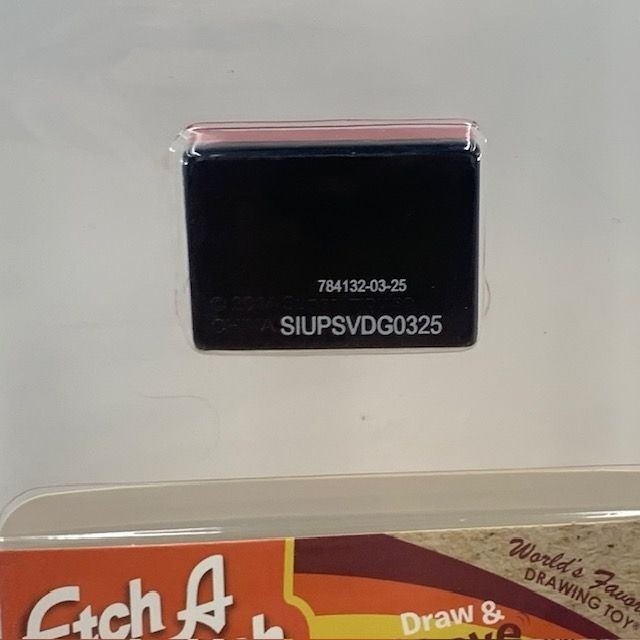 784132-03-25
SIUPSVDG0325
World's
DRAWING TOY
Etch A
Draw &